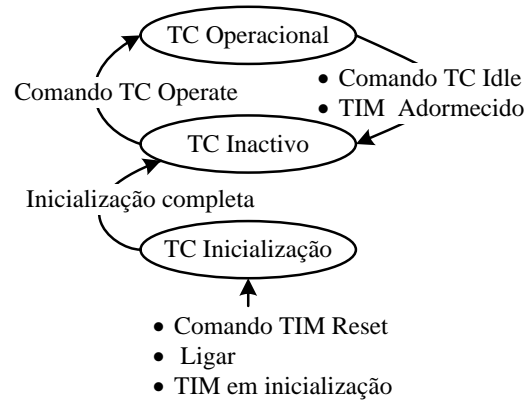 TC Operacional
• Comando TC Idle
• TIM Adormecido
Comando TC Operate
TC Inactivo
Inicialização completa
TC Inicialização
• Comando TIM Reset
• Ligar
• TIM em inicialização